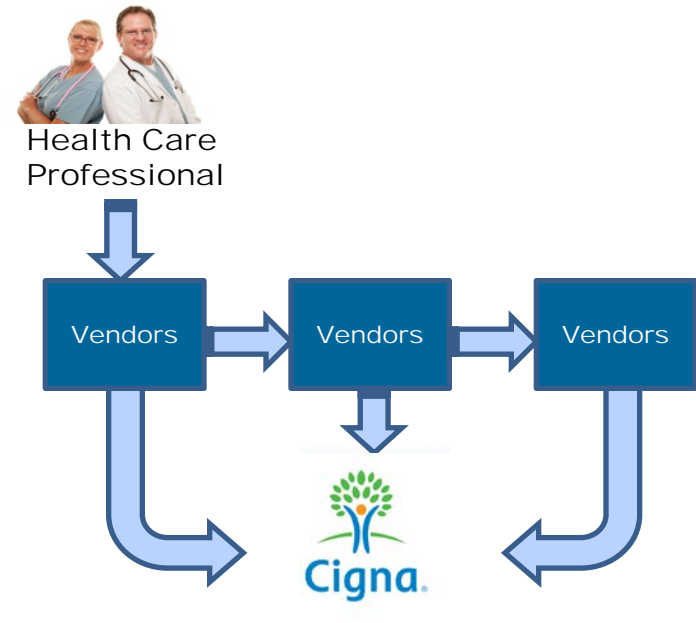 Health Care
Professional
Vendors
Vendors
Vendors
Cigna.